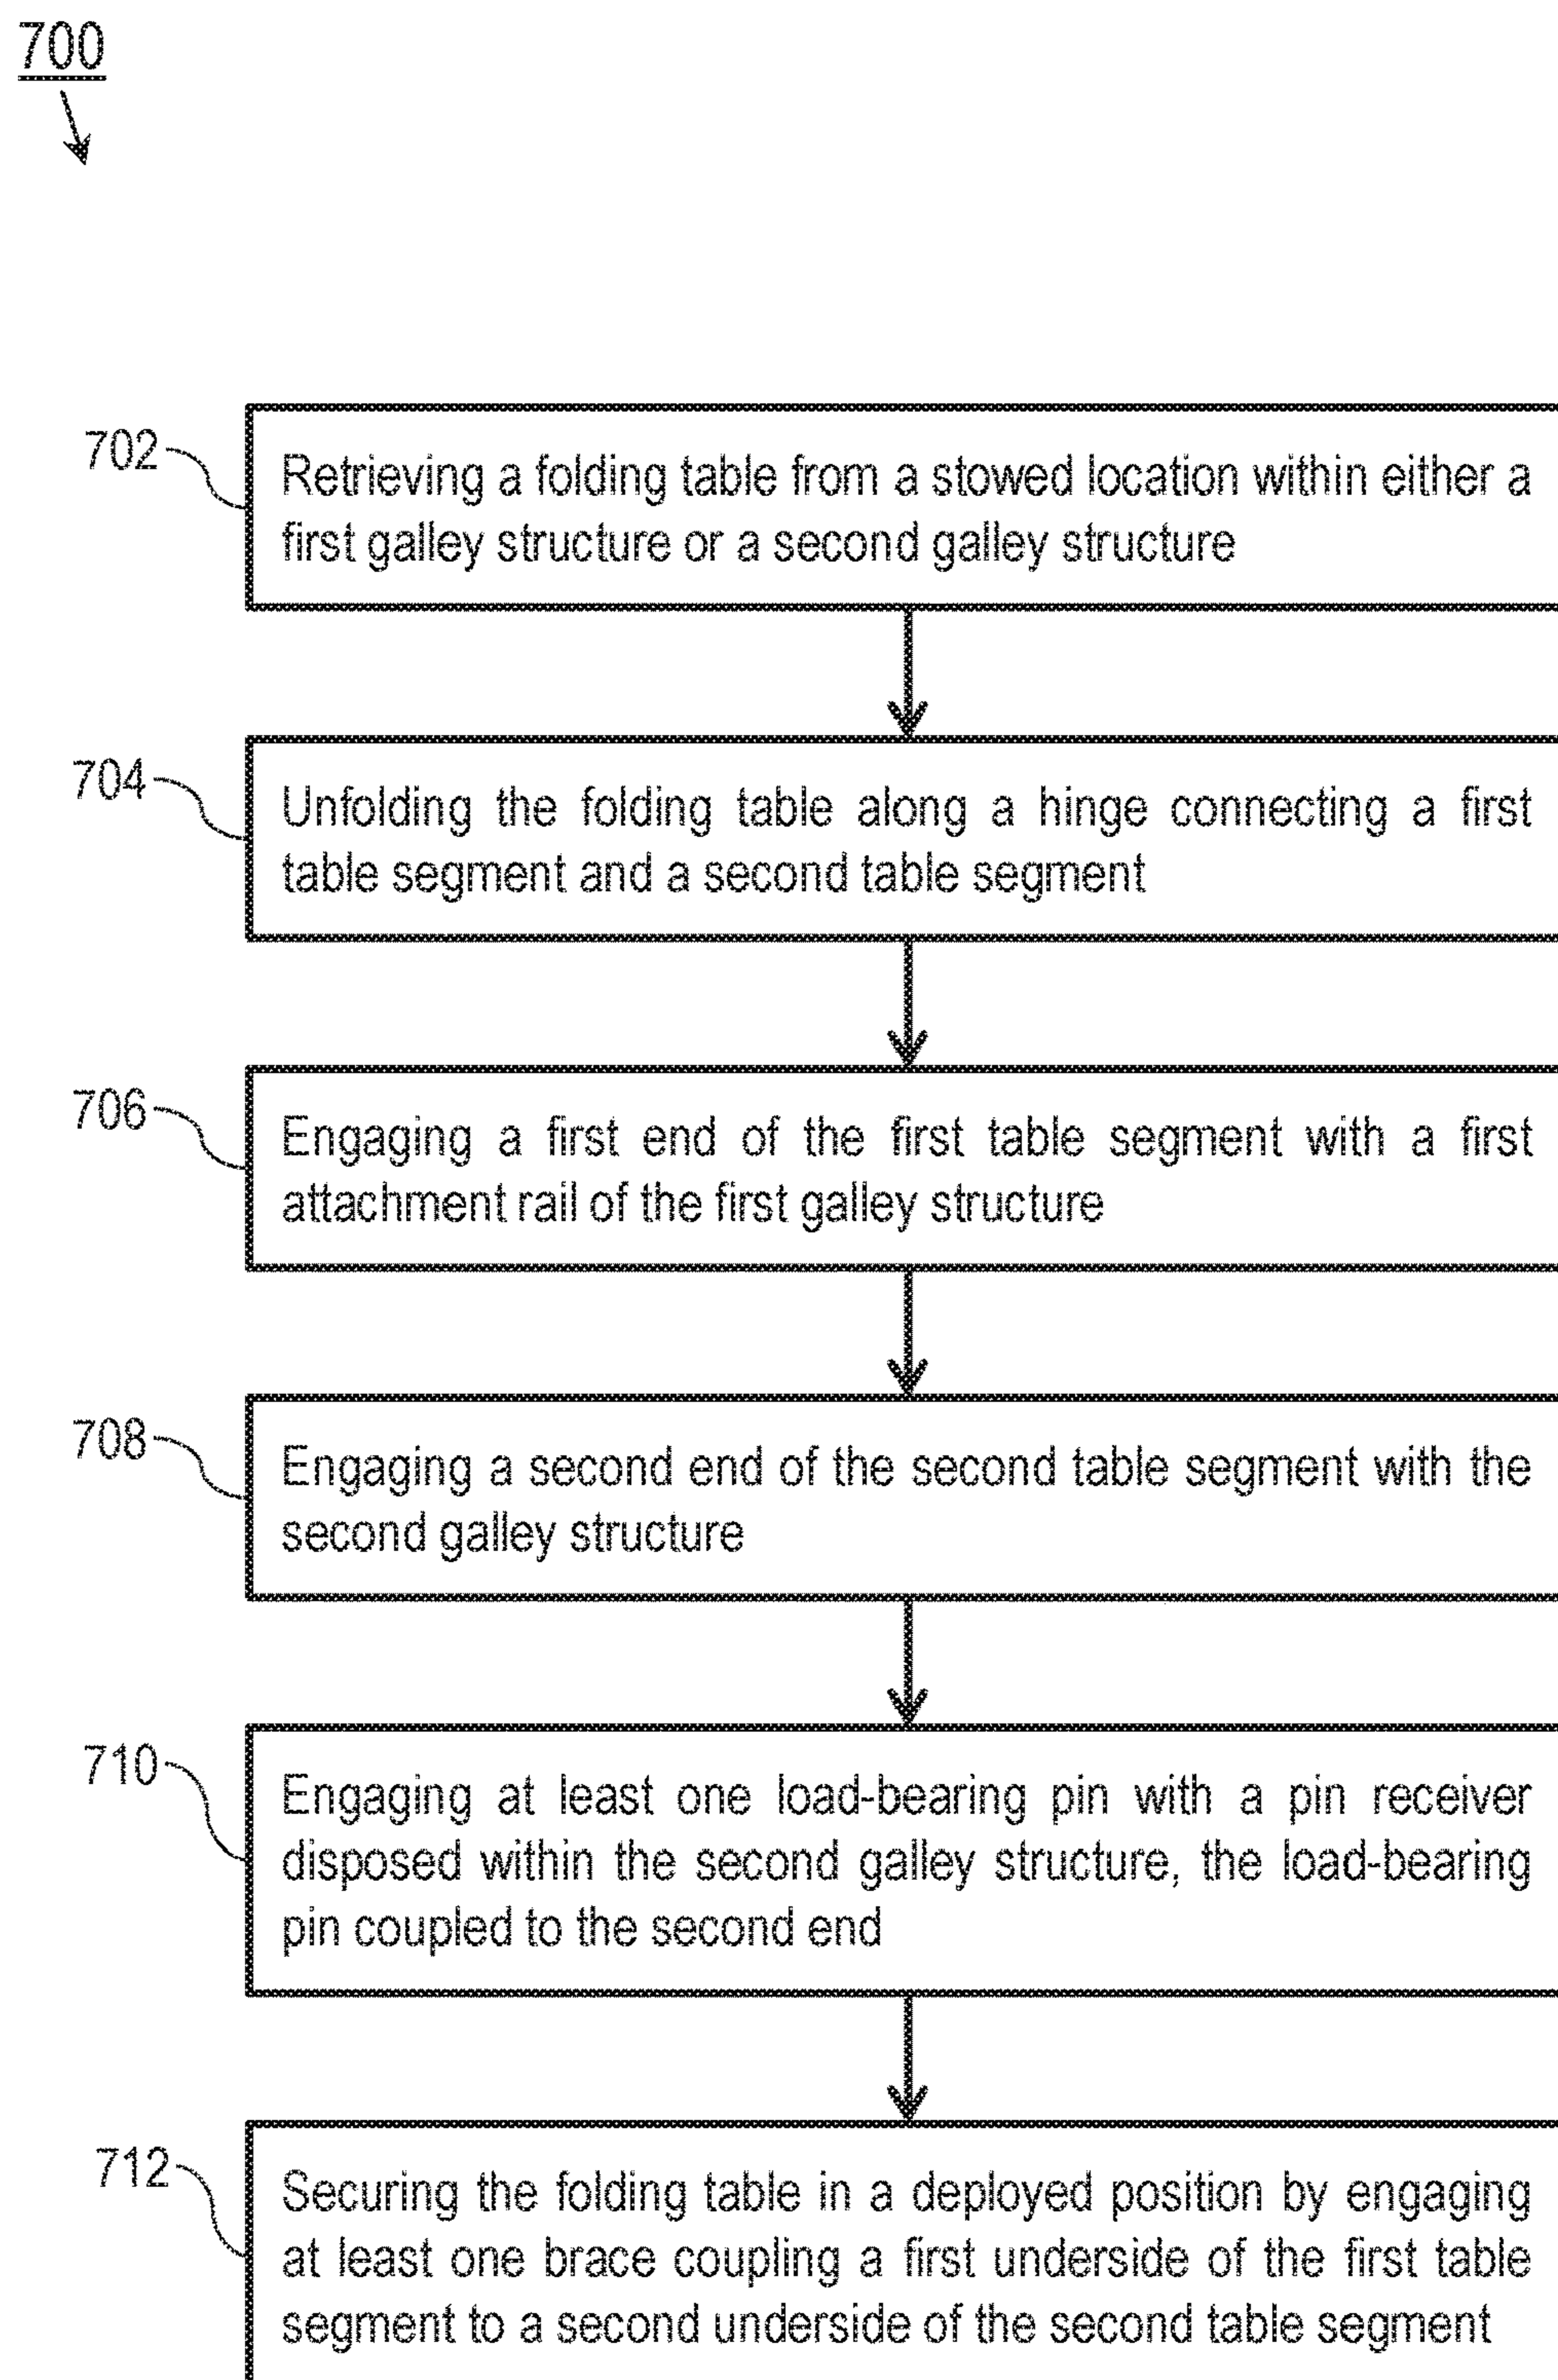 700
702
Retrieving a folding table from a stowed location within either a
first galley structure or a second galley structure
704
Unfolding the folding table along a hinge connecting a first
table segment and a second table segment
706
Engaging a first end of the first table segment with a first
attachment rail of the first galley structure
708
Engaging a second end of the second table segment with the
second galley structure
710
Engaging at least one load-bearing pin with a pin receiver
disposed within the second galley structure, the load-bearing
pin coupled to the second end
712
Securing the folding table in a deployed position by engaging
at least one brace coupling a first underside of the first table
segment to a second underside of the second table segment